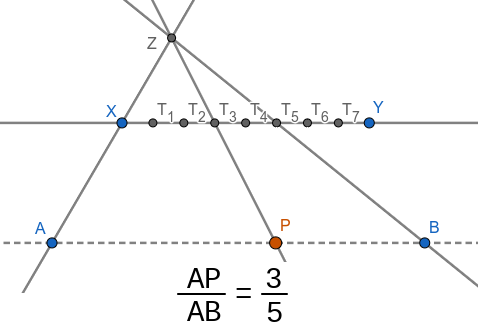 Z
X T₁ T₂ T₃ T₄ T₅ T₆ T₇ Y
A P B
AP
AB
=
3
5